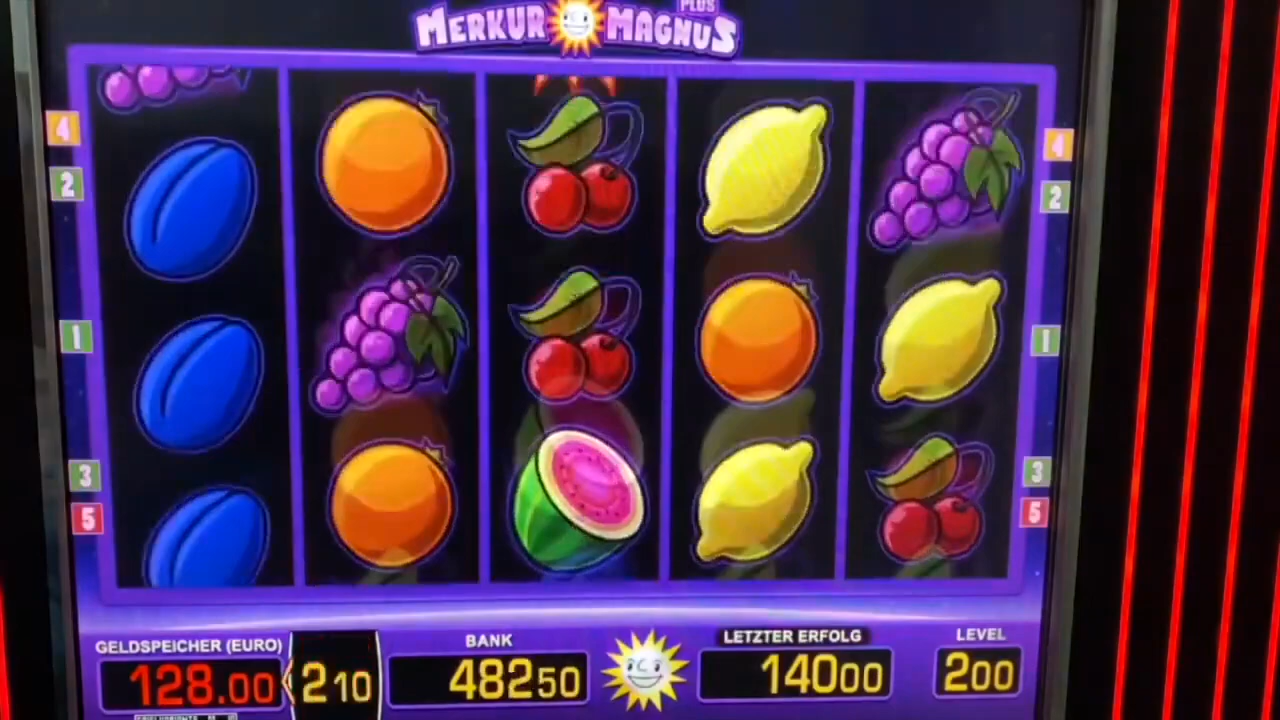 PLUS
MERKUR MAGNUS
4 4
2 2
1 1
3 3
5 5
GELDSPEICHER (EURO) BANK LETZTER ERFOLG LEVEL
128.00 2 10 482 50 140 00 2 00